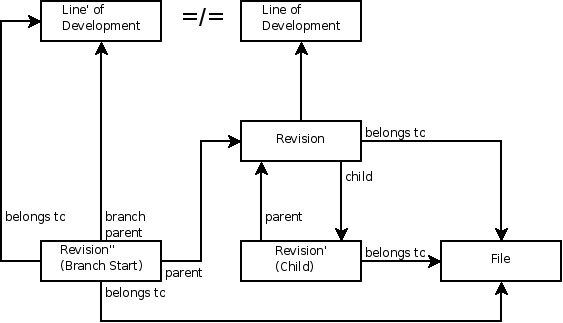 Line' of
Development
=/=
Line of
Development
Revision
belongs to
child
belongs to
branch
parent
parent
Revision"
(Branch Start)
parent
Revision'
(Child)
belongs to
File
belongs to